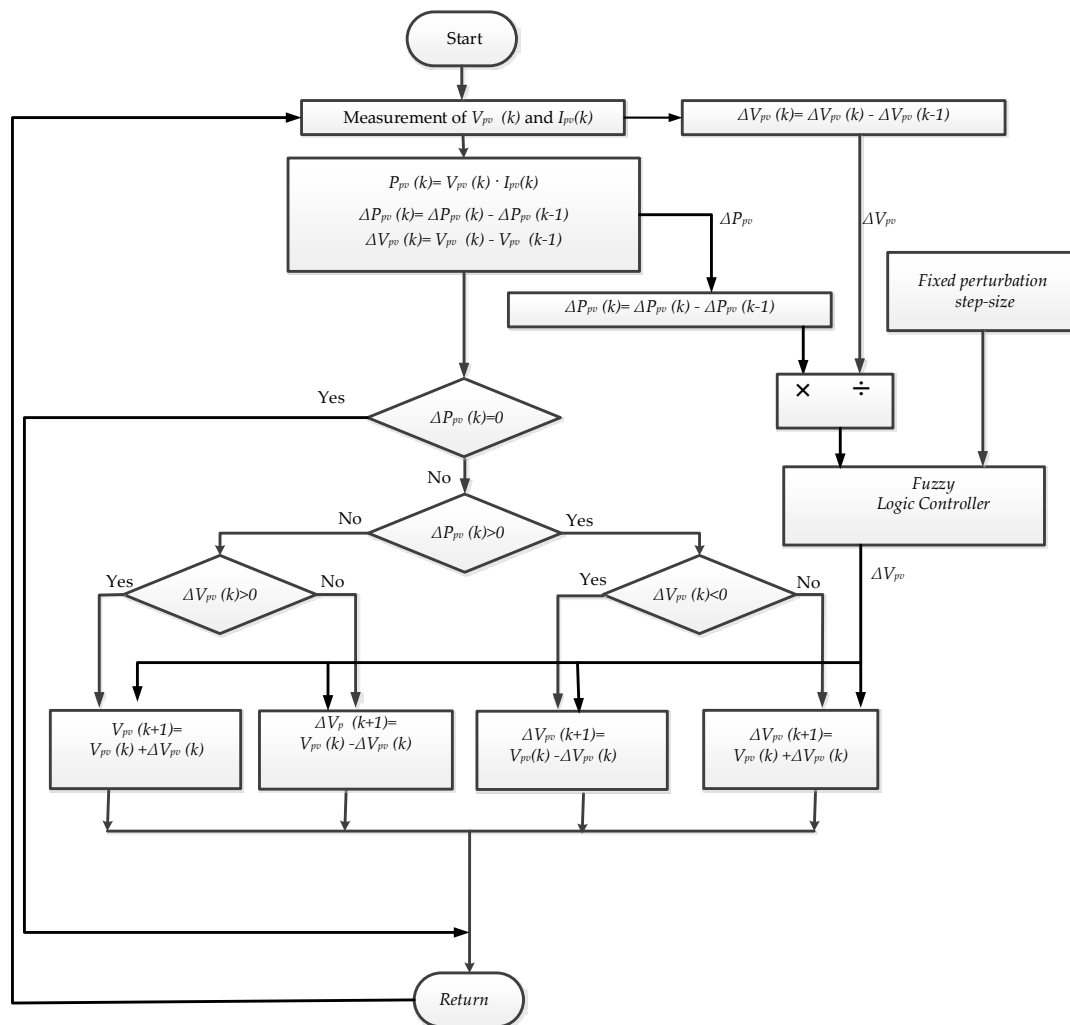 Start
Measurement of Vpv (k) and Ipv(k)
ΔVpv (k)= ΔVpv (k) - ΔVpv (k-1)
Ppv (k)= Vpv (k) · Ipv(k)
ΔPpv (k)= ΔPpv (k) - ΔPpv (k-1)
ΔVpv (k)= Vpv (k) - Vpv (k-1)
ΔPpv
ΔVpv
Fixed perturbation
step-size
ΔPpv (k)= ΔPpv (k) - ΔPpv (k-1)
× ÷
Yes
ΔPpv (k)=0
No
Fuzzy
Logic Controller
No
ΔPpv (k)>0
Yes
ΔVpv
Yes
ΔVpv (k)>0
No
Yes
ΔVpv (k)<0
No
Vpv (k+1)=
Vpv (k) +ΔVpv (k)
ΔVp (k+1)=
Vpv (k) -ΔVpv (k)
ΔVpv (k+1)=
Vpv(k) -ΔVpv (k)
ΔVpv (k+1)=
Vpv (k) +ΔVpv (k)
Return